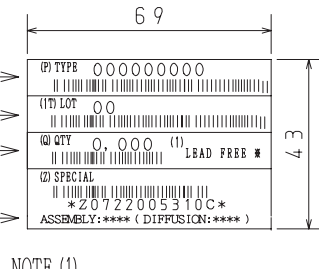 69
(P) TYPE 000000000
(1T) LOT 00
(Q) QTY 0,000 (1)
LEAD FREE *
(Z) SPECIAL
*Z0722005310C*
ASSEMBLY:**** (DIFFUSION:****)
43
NOTE (1)